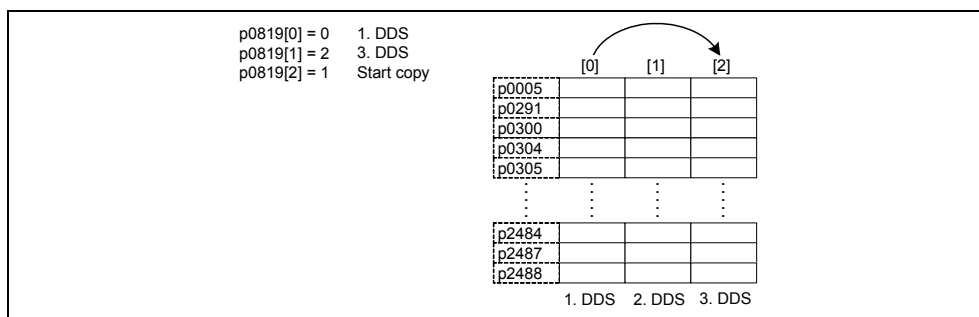 p0819[0] = 0 1. DDS
p0819[1] = 2 3. DDS
p0819[2] = 1 Start copy
[0] [1] [2]
p0005
p0291
p0300
p0304
p0305
p2484
p2487
p2488
1. DDS 2. DDS 3. DDS